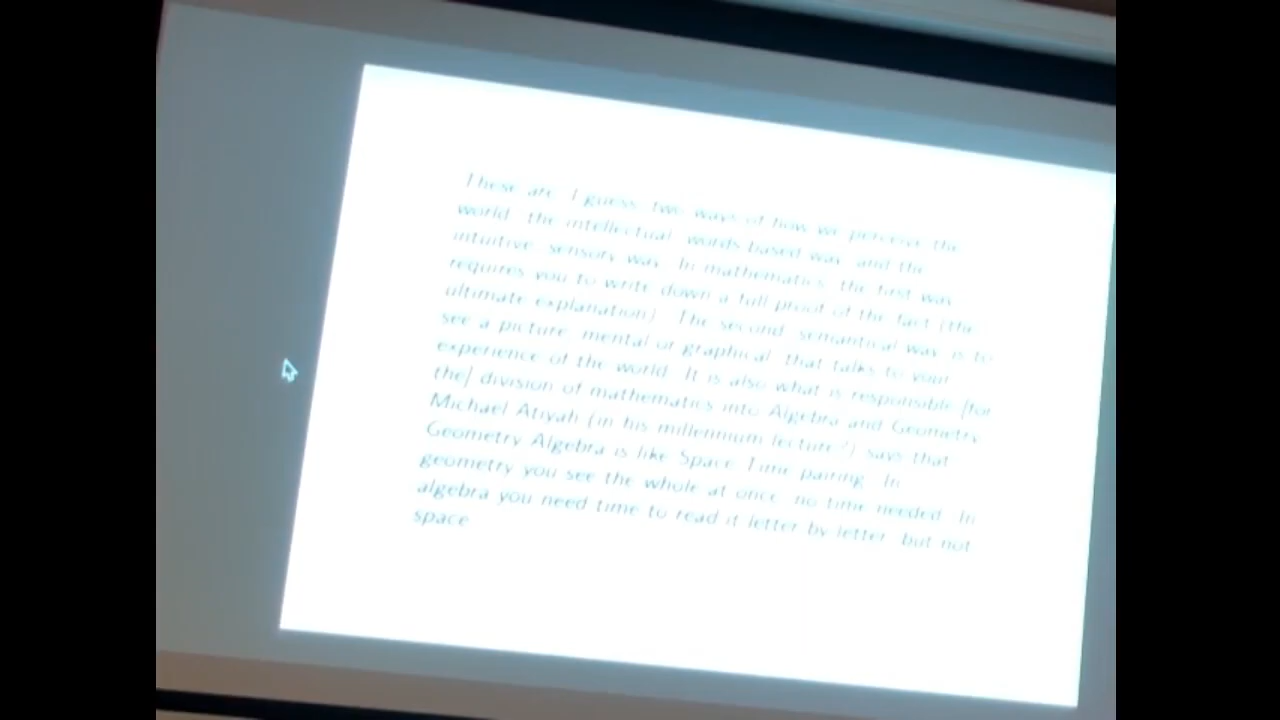 These are, I guess, two ways of how we perceive the
world: the intellectual, words-based way, and the
intuitive, sensory way. In mathematics, the first way
requires you to write down a full proof of the fact (the
ultimate explanation). The second, semantical way, is to
see a picture, mental or graphical, that talks to your
experience of the world. It is also what is responsible [for
the] division of mathematics into Algebra and Geometry.
Michael Atiyah (in his millennium lecture?) says that
Geometry Algebra is like Space Time pairing. In
geometry you see the whole at once, no time needed. In
algebra you need time to read it letter by letter, but not
space